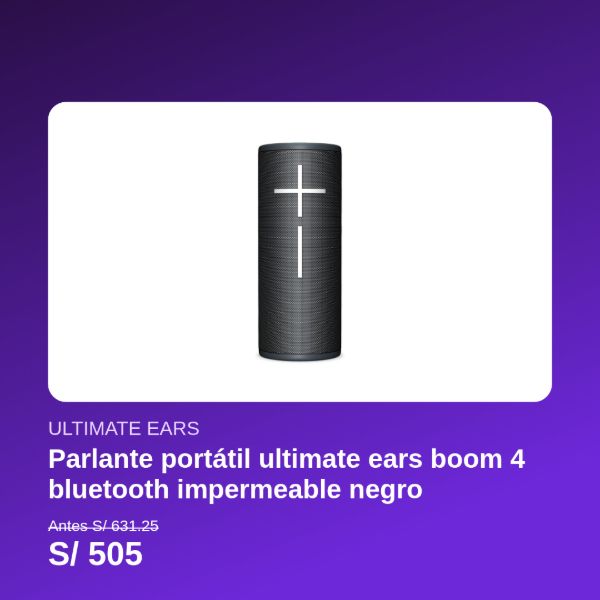 ULTIMATE EARS
Parlante portátil ultimate ears boom 4
bluetooth impermeable negro
Antes S/ 631.25
S/ 505